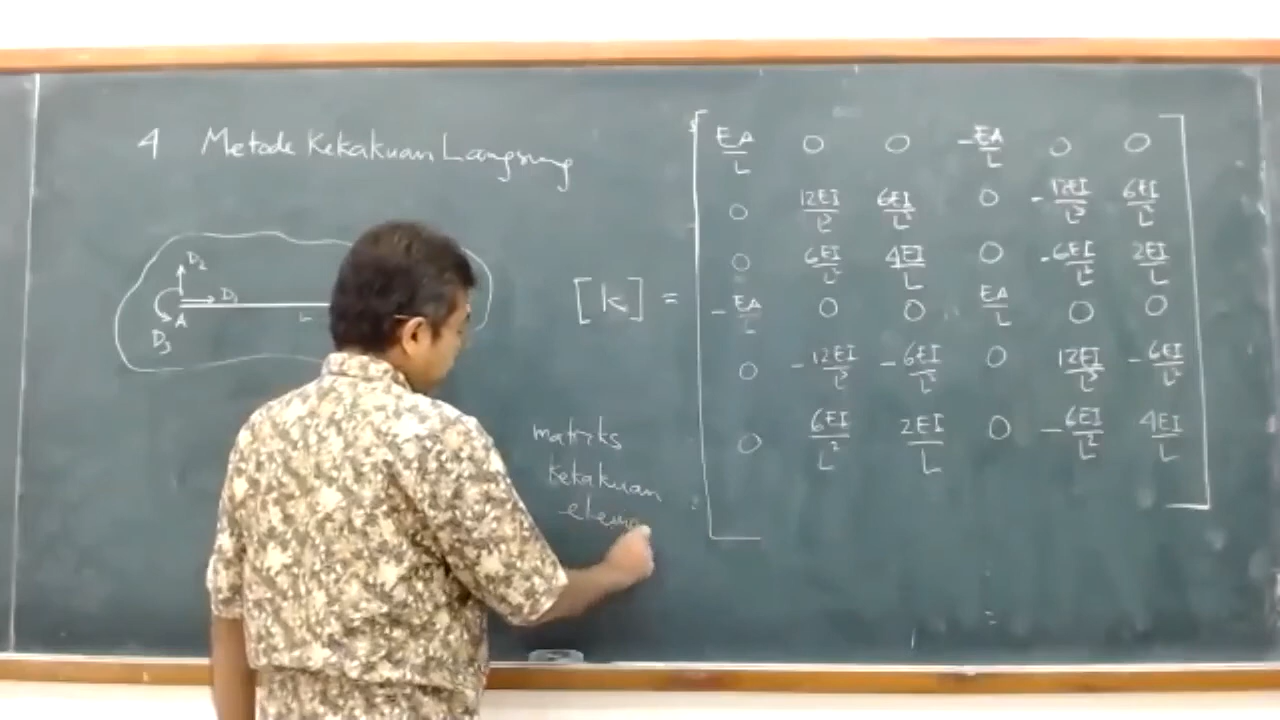 4 Metode Kekakuan Langsung
D2
D1
A
D3
L
[k] =
EA/L 0 0 -EA/L 0 0
0 12EI/L³ 6EI/L² 0 -12EI/L³ 6EI/L²
0 6EI/L² 4EI/L 0 -6EI/L² 2EI/L
-EA/L 0 0 EA/L 0 0
0 -12EI/L³ -6EI/L² 0 12EI/L³ -6EI/L²
0 6EI/L² 2EI/L 0 -6EI/L² 4EI/L
matriks
kekakuan